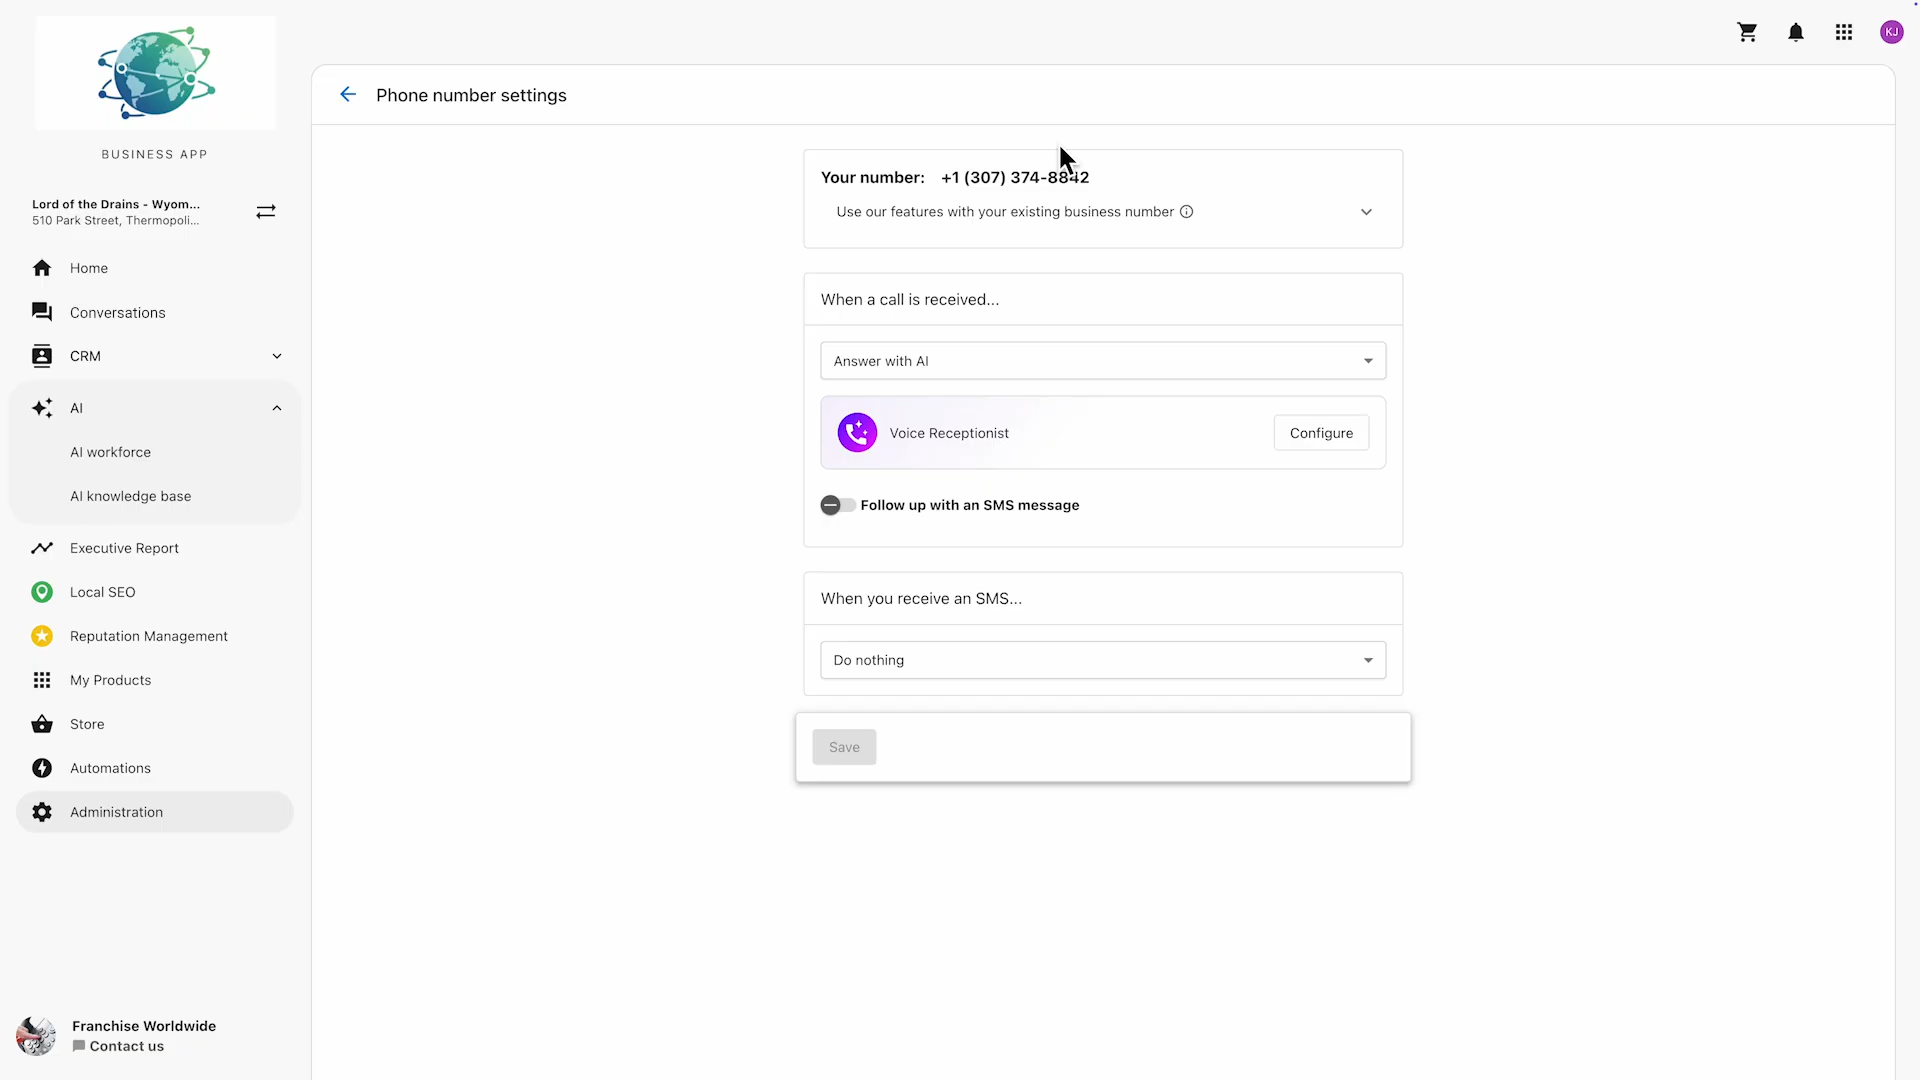 KJ
BUSINESS APP
Lord of the Drains - Wyom...
510 Park Street, Thermopoli...
Home
Conversations
CRM
AI
AI workforce
AI knowledge base
Executive Report
Local SEO
Reputation Management
My Products
Store
Automations
Administration
Franchise Worldwide
Contact us
Phone number settings
Your number: +1 (307) 374-8842
Use our features with your existing business number
When a call is received...
Answer with AI
Voice Receptionist
Configure
Follow up with an SMS message
When you receive an SMS...
Do nothing
Save